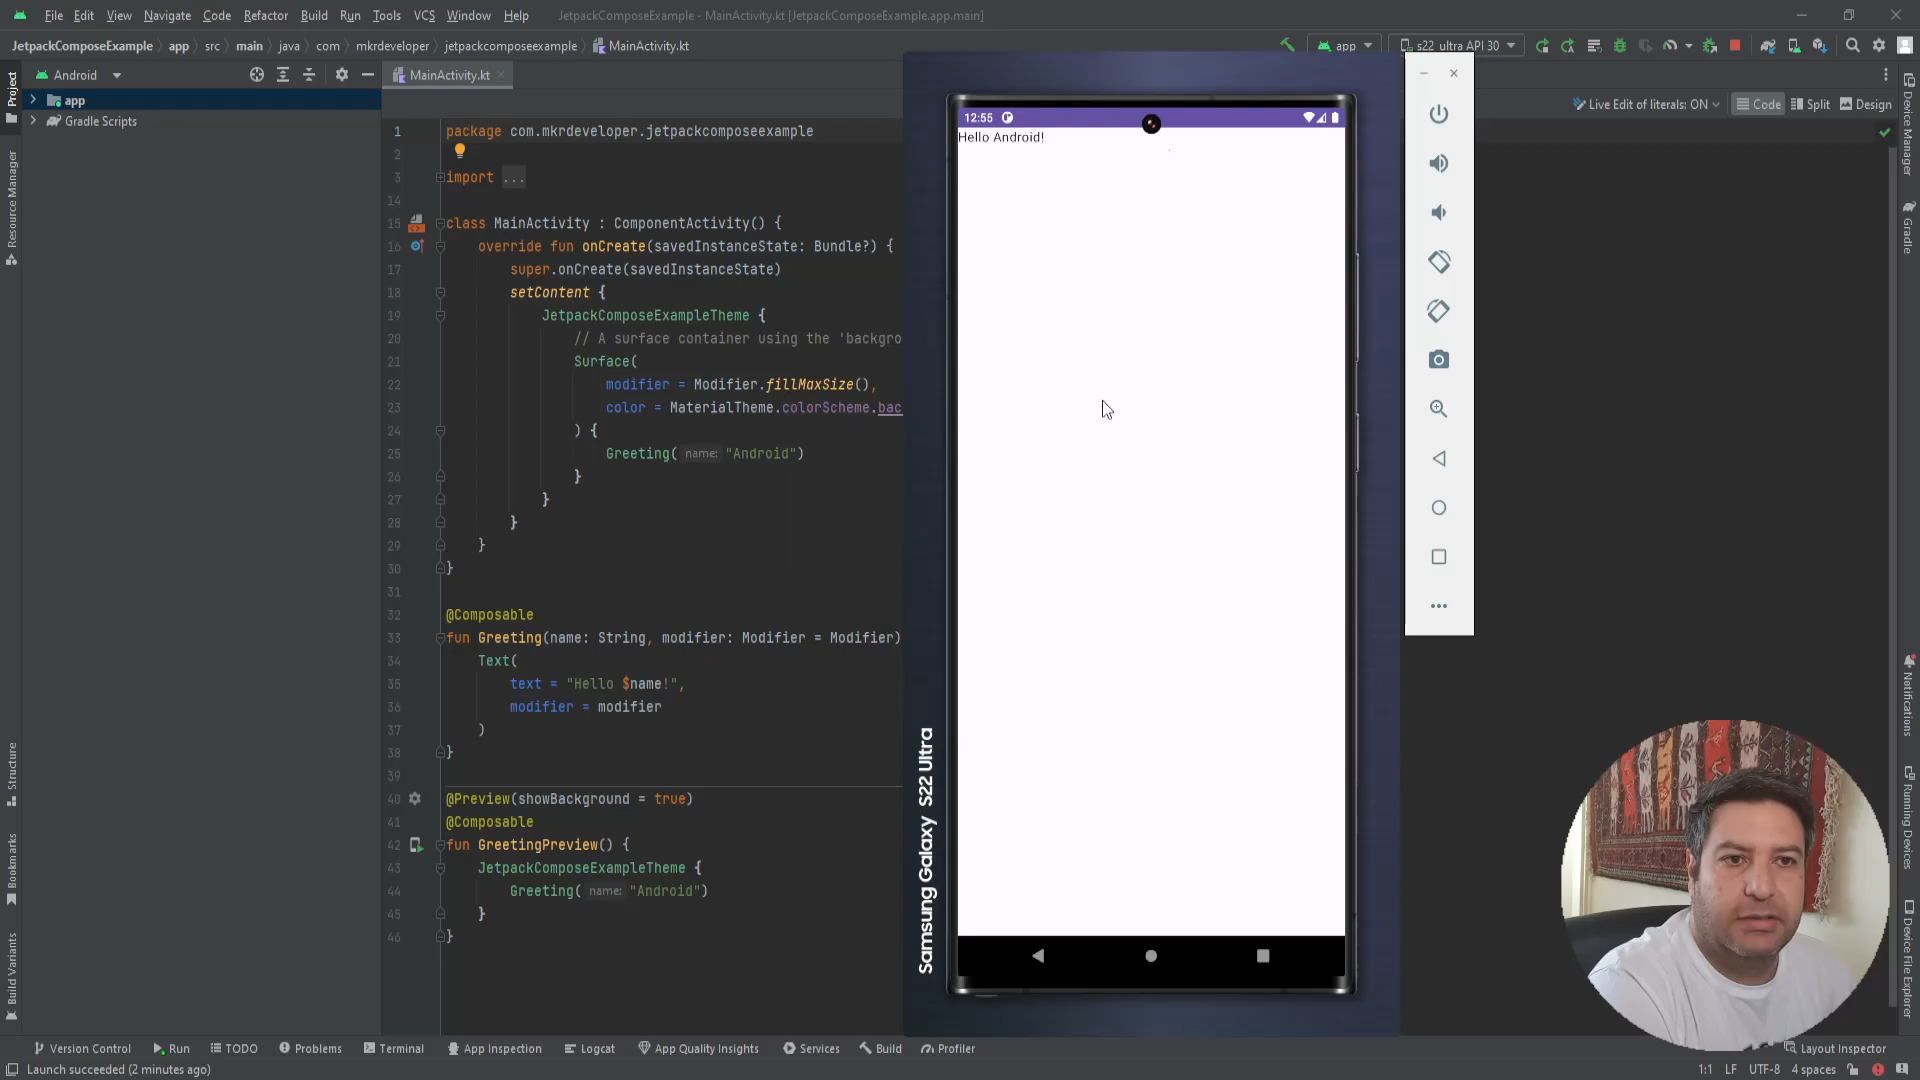 File Edit View Navigate Code Refactor Build Run Tools VCS Window Help JetpackComposeExample - MainActivity.kt [JetpackComposeExample.app.main]
JetpackComposeExample app src main java com mkrdeveloper jetpackcomposeexample MainActivity.kt app s22 ultra API 30
Project Android MainActivity.kt
app
Gradle Scripts
Live Edit of literals: ON Code Split Design
Resource Manager
Structure
Bookmarks
Build Variants
1 package com.mkrdeveloper.jetpackcomposeexample
2
3 import ...
14
15 class MainActivity : ComponentActivity() {
16 override fun onCreate(savedInstanceState: Bundle?) {
17 super.onCreate(savedInstanceState)
18 setContent {
19 JetpackComposeExampleTheme {
20 // A surface container using the 'backgro
21 Surface(
22 modifier = Modifier.fillMaxSize(),
23 color = MaterialTheme.colorScheme.bac
24 ) {
25 Greeting( name: "Android")
26 }
27 }
28 }
29 }
30 }
31
32 @Composable
33 fun Greeting(name: String, modifier: Modifier = Modifier)
34 Text(
35 text = "Hello $name!",
36 modifier = modifier
37 )
38 }
39
40 @Preview(showBackground = true)
41 @Composable
42 fun GreetingPreview() {
43 JetpackComposeExampleTheme {
44 Greeting( name: "Android")
45 }
46 }
12:55
Hello Android!
Samsung Galaxy S22 Ultra
Device Manager
Gradle
Notifications
Running Devices
Device File Explorer
Version Control Run TODO Problems Terminal App Inspection Logcat App Quality Insights Services Build Profiler Layout Inspector
Launch succeeded (2 minutes ago) 1:1 LF UTF-8 4 spaces